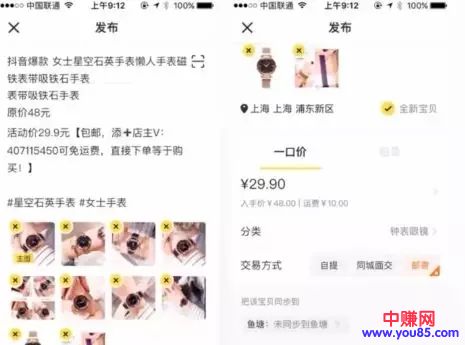 中国联通
上午9:12
发布
抖音爆款 女士星空石英手表懒人手表磁
铁表带吸铁石手表
表带吸铁石手表
原价48元
活动价29.9元【包邮，添➕店主V：
407115450可免运费，直接下单等于购
买！】
#星空石英手表 #女士手表
主图
中国联通
上午9:12
发布
上海 上海 浦东新区
全新宝贝
一口价
拍卖
¥29.90
入手价 ¥ 48.00 | 运费 ¥ 10.00
分类
钟表眼镜
交易方式
自提
同城面交
邮寄
把该宝贝同步到
鱼塘：未同步到鱼塘
中赚网
www.you85.com